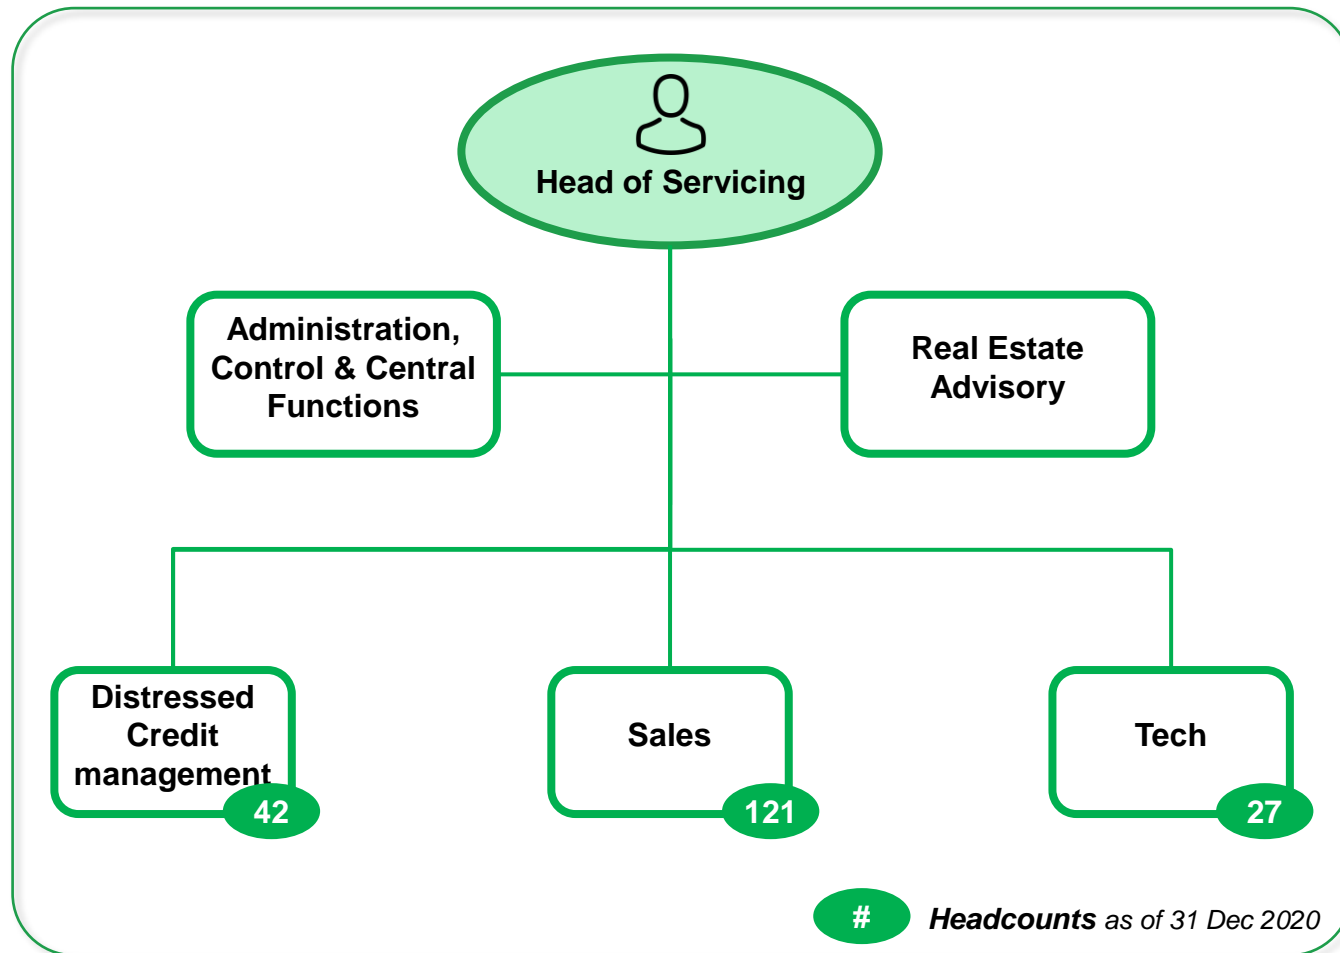 Head of Servicing
Administration,
Control & Central
Functions
Real Estate
Advisory
Distressed
Credit
management
42
Sales
121
Tech
27
# Headcounts as of 31 Dec 2020